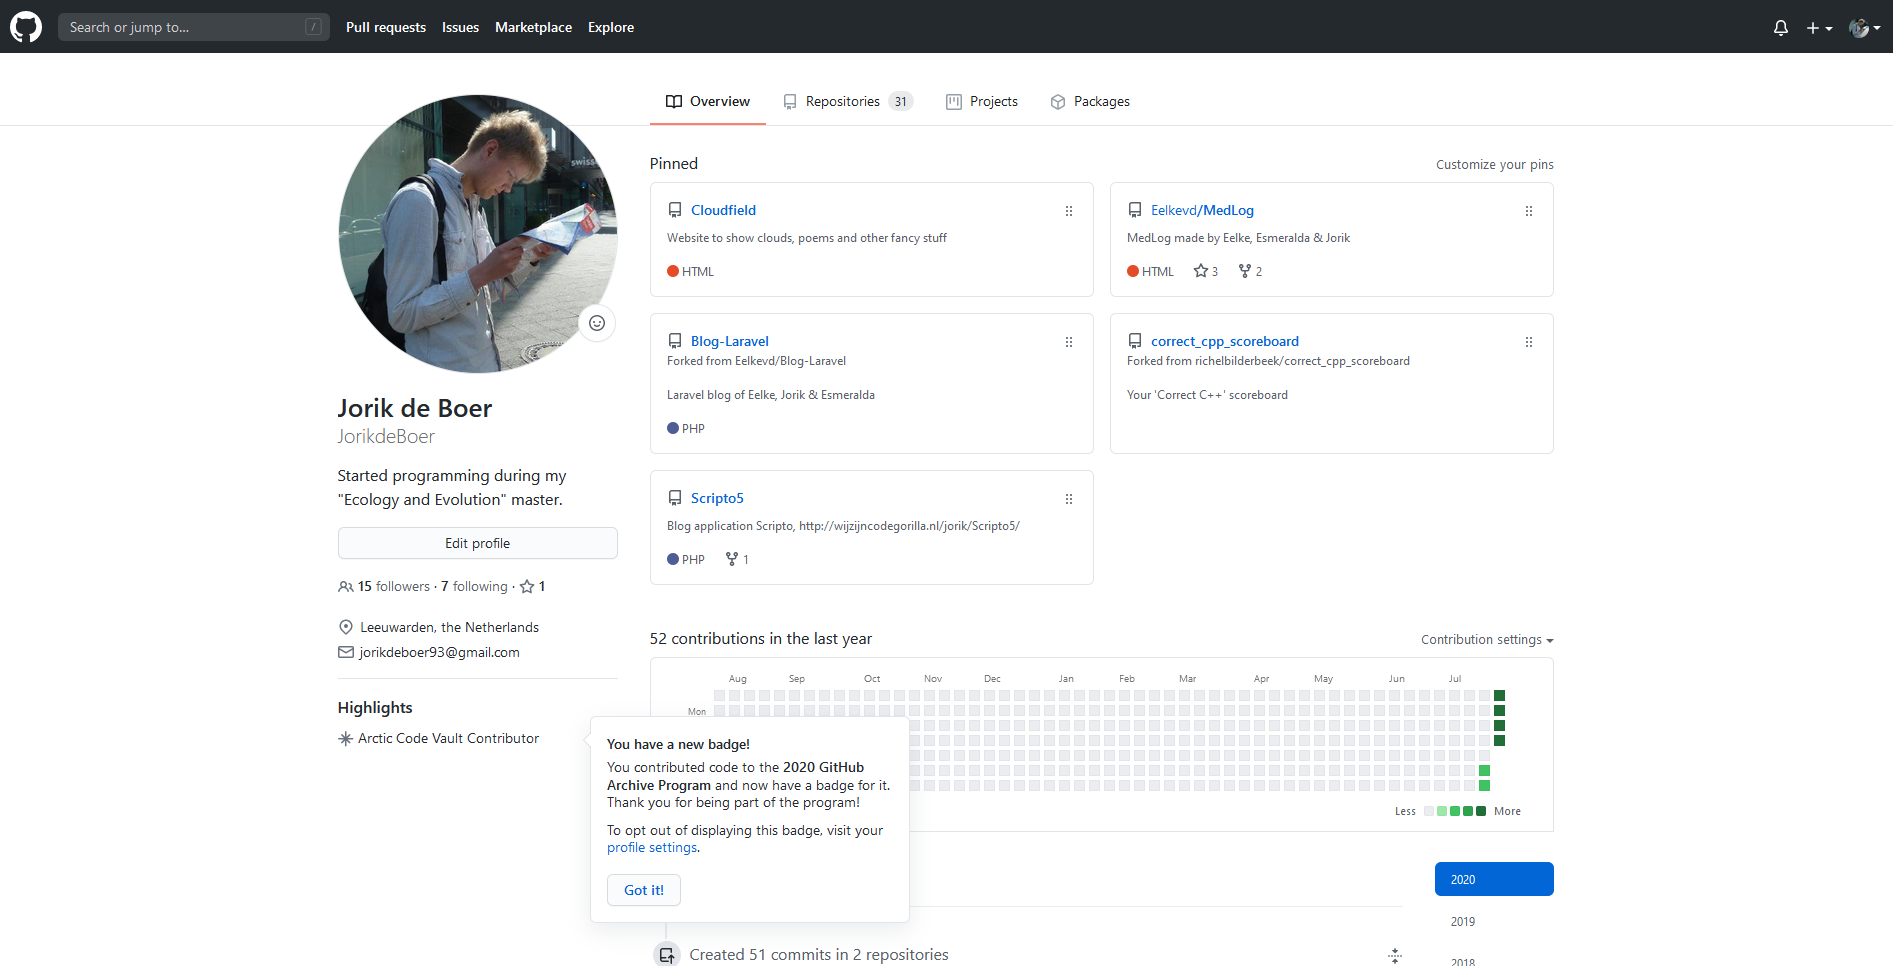 Search or jump to...
/
Pull requests
Issues
Marketplace
Explore
Overview
Repositories 31
Projects
Packages
swiss
Jorik de Boer
JorikdeBoer
Started programming during my
"Ecology and Evolution" master.
Edit profile
15 followers · 7 following · 1
Leeuwarden, the Netherlands
jorikdeboer93@gmail.com
Highlights
Arctic Code Vault Contributor
Pinned
Customize your pins
Cloudfield
Website to show clouds, poems and other fancy stuff
HTML
Eelkevd/MedLog
MedLog made by Eelke, Esmeralda & Jorik
HTML 3 2
Blog-Laravel
Forked from Eelkevd/Blog-Laravel
Laravel blog of Eelke, Jorik & Esmeralda
PHP
correct_cpp_scoreboard
Forked from richelbilderbeek/correct_cpp_scoreboard
Your 'Correct C++' scoreboard
Scripto5
Blog application Scripto, http://wijzijncodegorilla.nl/jorik/Scripto5/
PHP 1
52 contributions in the last year
Contribution settings
Aug Sep Oct Nov Dec Jan Feb Mar Apr May Jun Jul
Mon
Less More
You have a new badge!
You contributed code to the 2020 GitHub
Archive Program and now have a badge for it.
Thank you for being part of the program!
To opt out of displaying this badge, visit your
profile settings.
Got it!
2020
2019
2018
Created 51 commits in 2 repositories